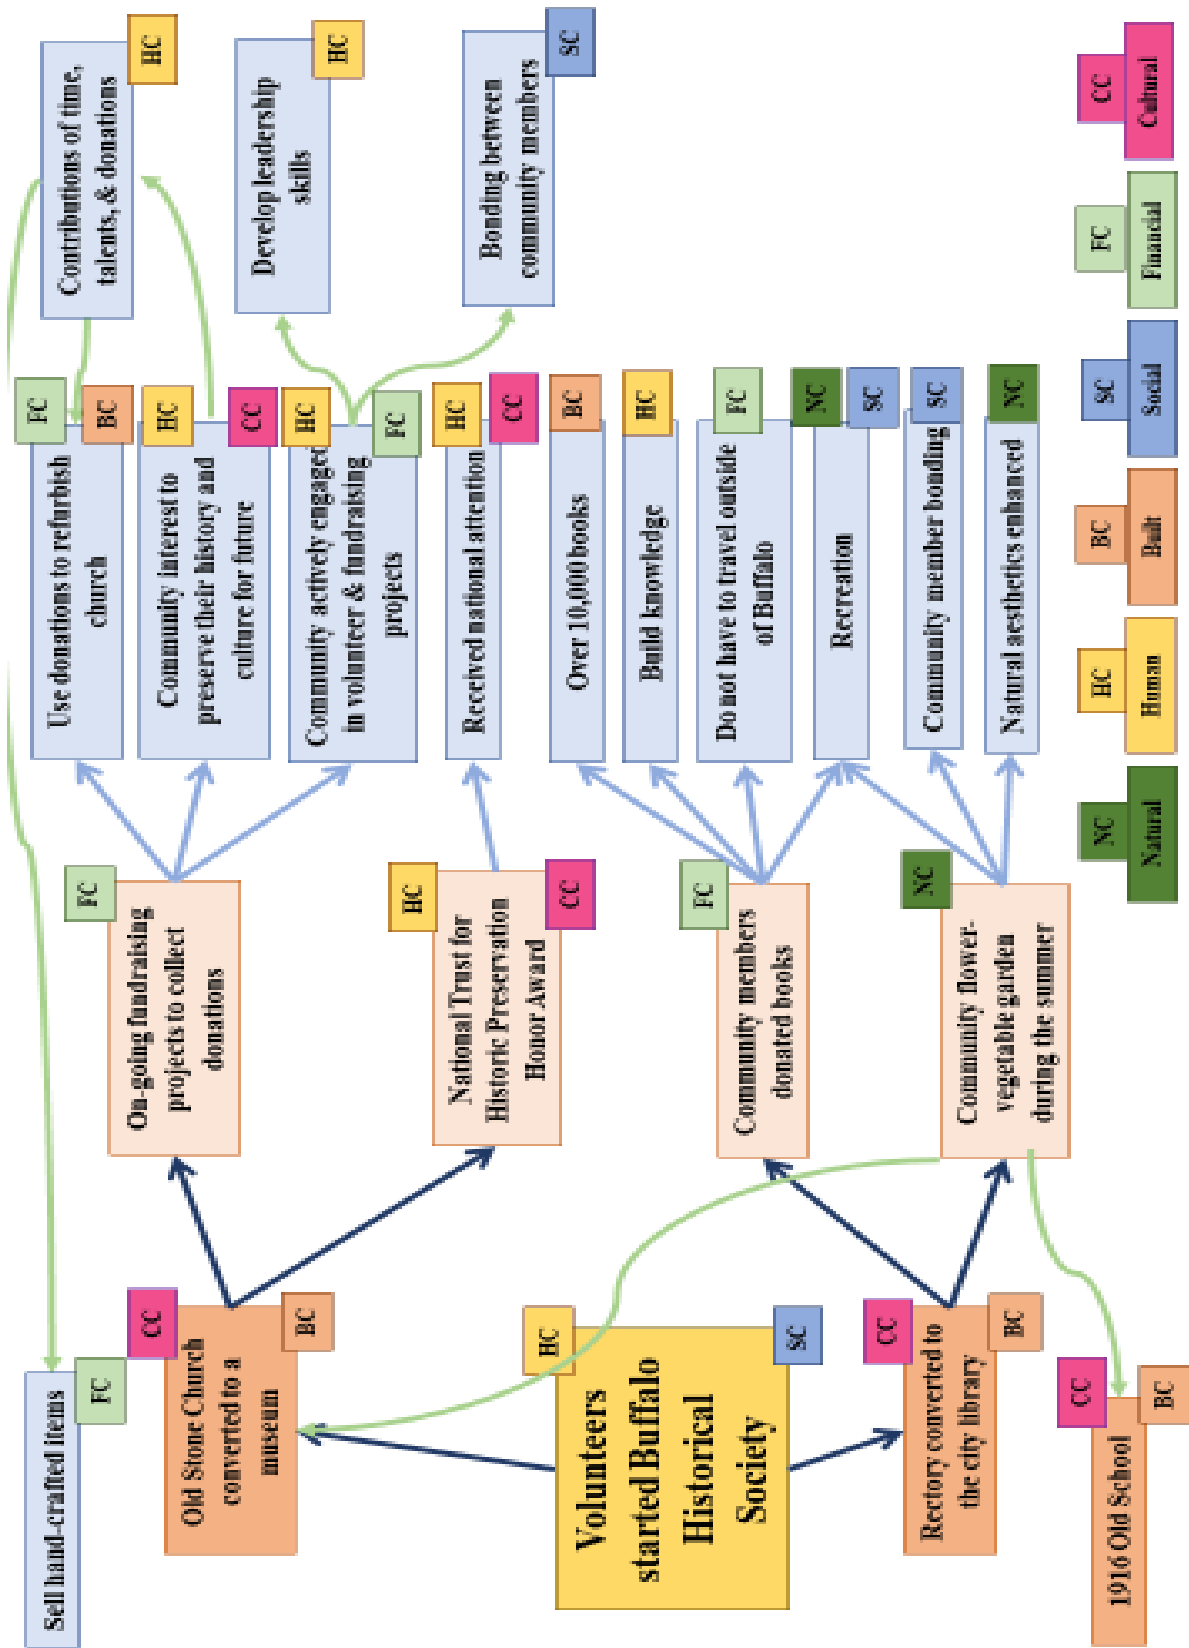 Sell hand-crafted items
FC
CC
Old Stone Church
converted to a
museum
BC
HC
Volunteers
started Buffalo
Historical
Society
SC
CC
Rectory converted to
the city library
BC
CC
1916 Old School
BC
FC
On-going fundraising
projects to collect
donations
HC
National Trust for
Historic Preservation
Honor Award
CC
FC
Community members
donated books
NC
Community flower-
vegetable garden
during the summer
FC
Use donations to refurbish
church
BC
HC
Community interest to
preserve their history and
culture for future
CC
HC
Community actively engaged
in volunteer & fundraising
projects
FC
HC
Received national attention
CC
Over 10,000 books
BC
Build knowledge
HC
Do not have to travel outside
of Buffalo
FC
NC
Recreation
SC
Community member bonding
SC
Natural aesthetics enhanced
NC
Contributions of time,
talents, & donations
HC
Develop leadership
skills
HC
Bonding between
community members
SC
NC
Natural
HC
Human
BC
Built
SC
Social
FC
Financial
CC
Cultural